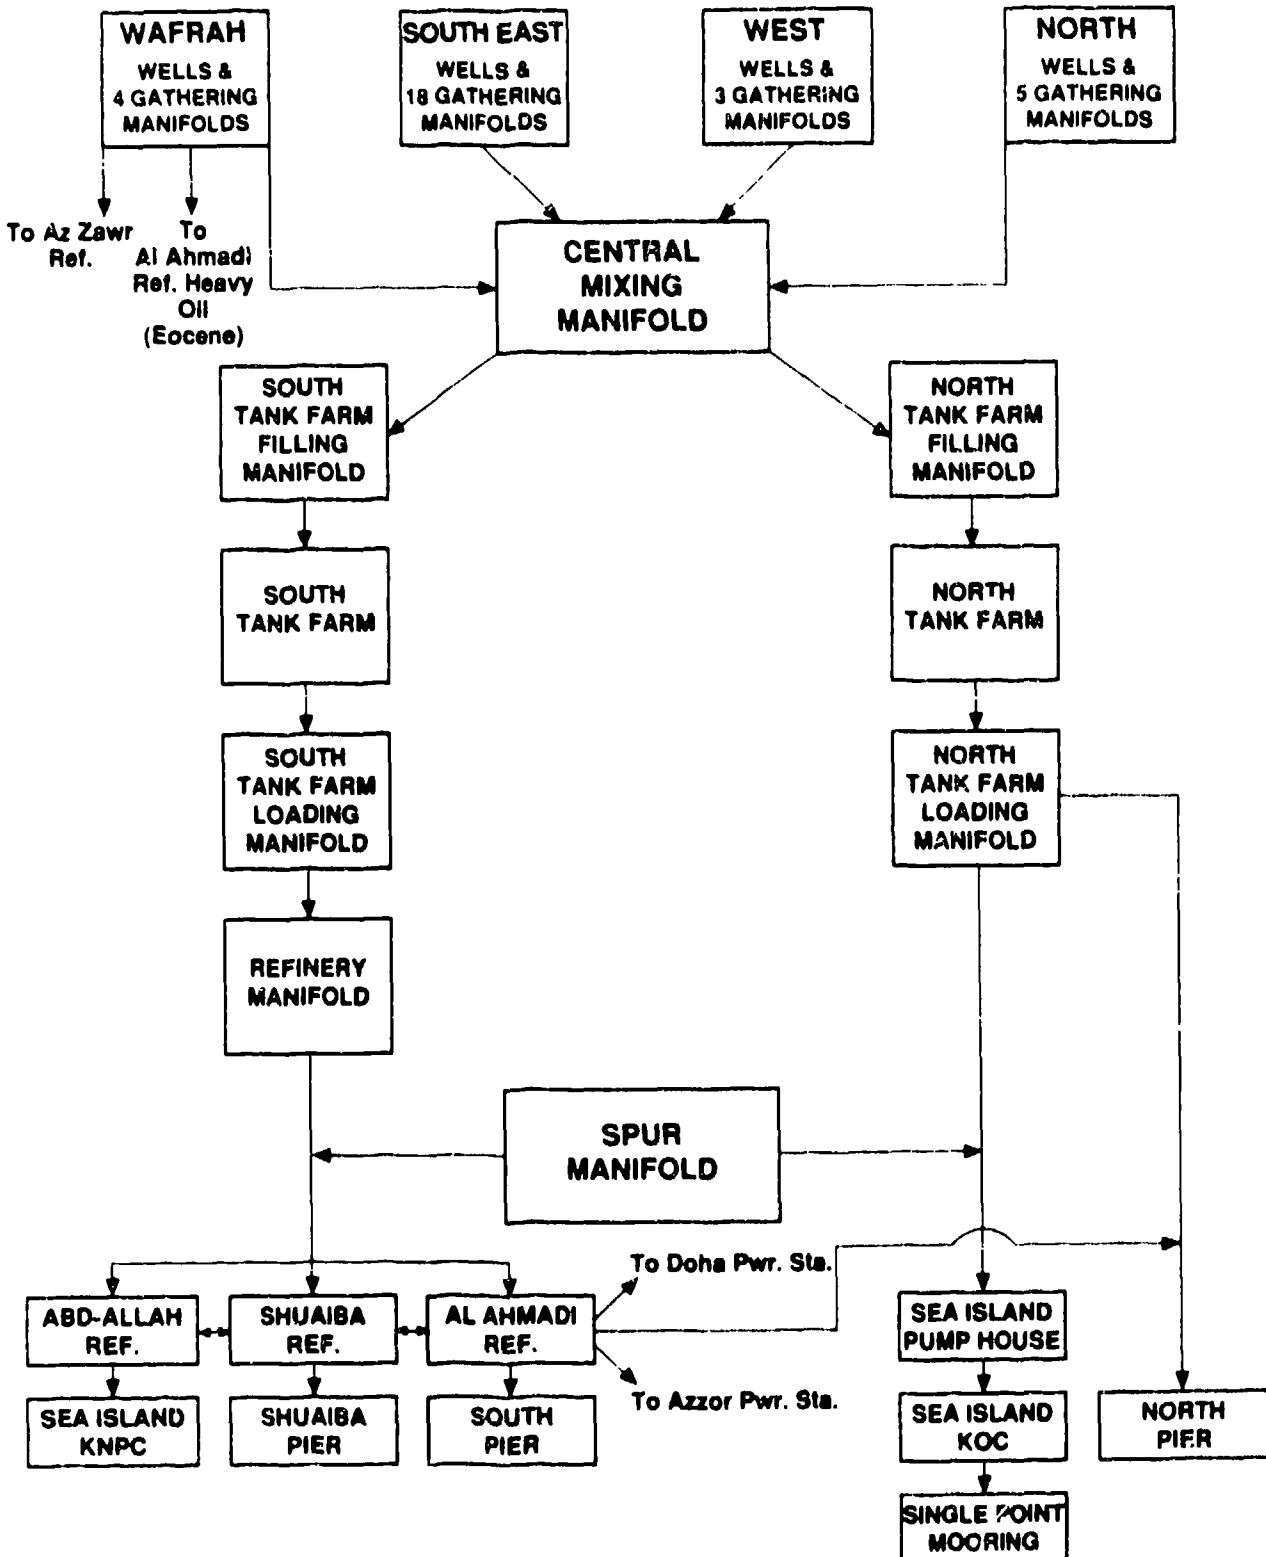 WAFRAH
WELLS &
4 GATHERING
MANIFOLDS
SOUTH EAST
WELLS &
18 GATHERING
MANIFOLDS
WEST
WELLS &
3 GATHERING
MANIFOLDS
NORTH
WELLS &
5 GATHERING
MANIFOLDS
To Az Zawr
Ref.
To
Al Ahmadi
Ref. Heavy
Oil
(Eocene)
CENTRAL
MIXING
MANIFOLD
SOUTH
TANK FARM
FILLING
MANIFOLD
NORTH
TANK FARM
FILLING
MANIFOLD
SOUTH
TANK FARM
NORTH
TANK FARM
SOUTH
TANK FARM
LOADING
MANIFOLD
NORTH
TANK FARM
LOADING
MANIFOLD
REFINERY
MANIFOLD
SPUR
MANIFOLD
To Doha Pwr. Sta.
ABD-ALLAH
REF.
SHUAIBA
REF.
AL AHMADI
REF.
SEA ISLAND
PUMP HOUSE
To Azzor Pwr. Sta.
SEA ISLAND
KNPC
SHUAIBA
PIER
SOUTH
PIER
SEA ISLAND
KOC
NORTH
PIER
SINGLE POINT
MOORING